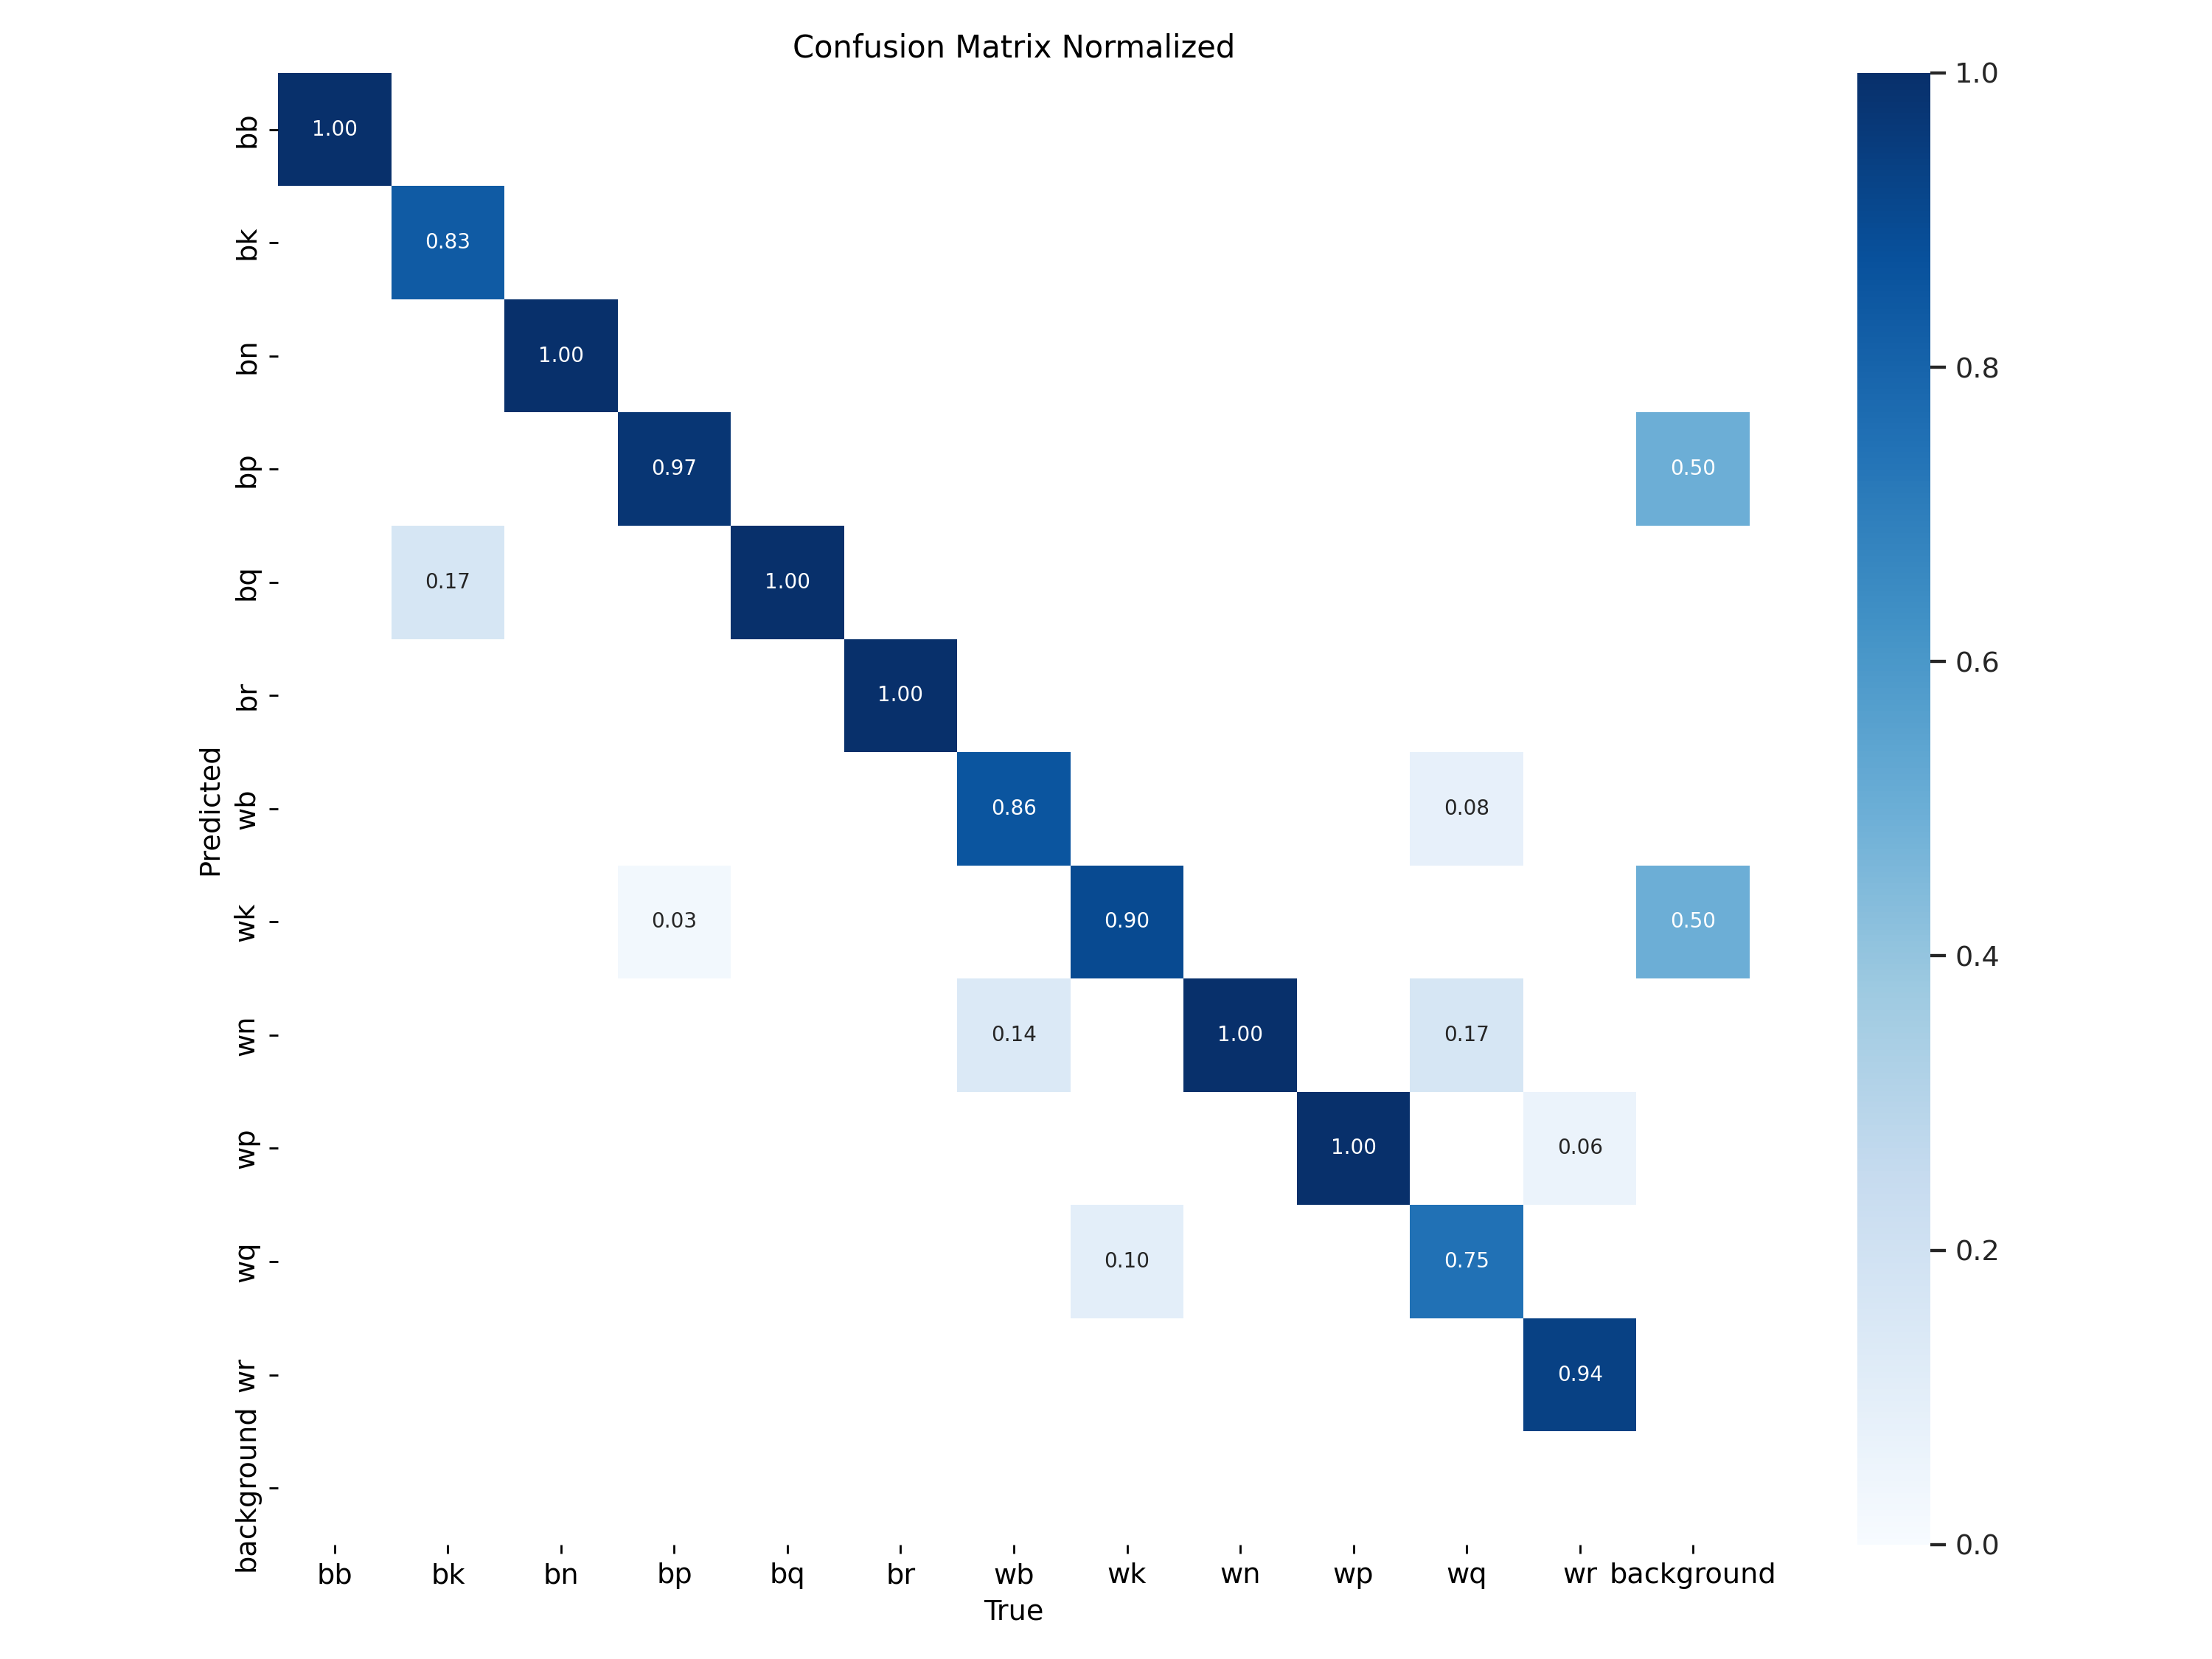 Confusion Matrix Normalized
bb
1.00
1.0
bk
0.83
bn
1.00
0.8
bp
0.97
0.50
bq
0.17
1.00
0.6
br
1.00
Predicted
wb
0.86
0.08
wk
0.03
0.90
0.50
0.4
wn
0.14
1.00
0.17
wp
1.00
0.06
wq
0.10
0.75
0.2
wr
0.94
background
0.0
bb bk bn bp bq br wb wk wn wp wq wr background
True